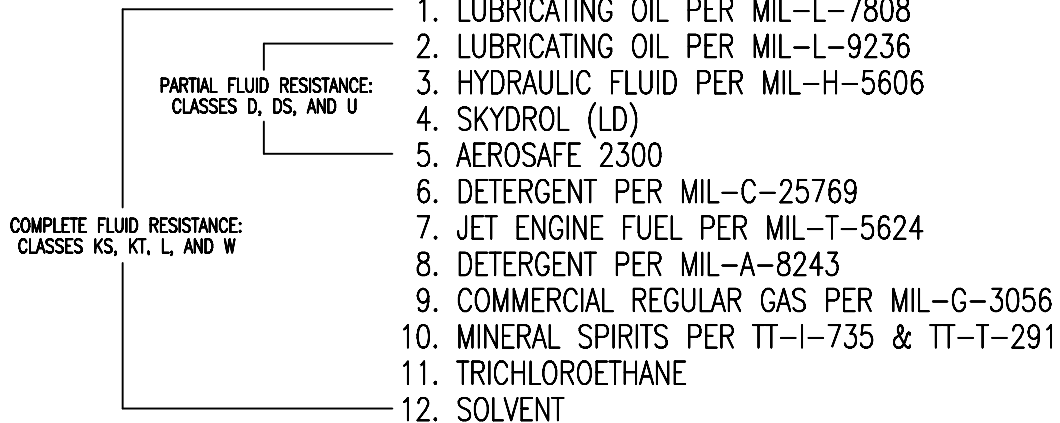 1. LUBRICATING OIL PER MIL-L-7808
2. LUBRICATING OIL PER MIL-L-9236
PARTIAL FLUID RESISTANCE:
CLASSES D, DS, AND U
3. HYDRAULIC FLUID PER MIL-H-5606
4. SKYDROL (LD)
5. AEROSAFE 2300
6. DETERGENT PER MIL-C-25769
COMPLETE FLUID RESISTANCE:
CLASSES KS, KT, L, AND W
7. JET ENGINE FUEL PER MIL-T-5624
8. DETERGENT PER MIL-A-8243
9. COMMERCIAL REGULAR GAS PER MIL-G-3056
10. MINERAL SPIRITS PER TT-I-735 & TT-T-291
11. TRICHLOROETHANE
12. SOLVENT